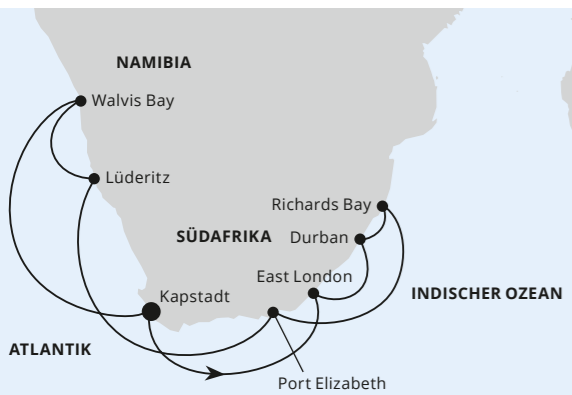 NAMIBIA
Walvis Bay
Lüderitz
Richards Bay
SÜDAFRIKA
Durban
East London
Kapstadt
INDISCHER OZEAN
ATLANTIK
Port Elizabeth